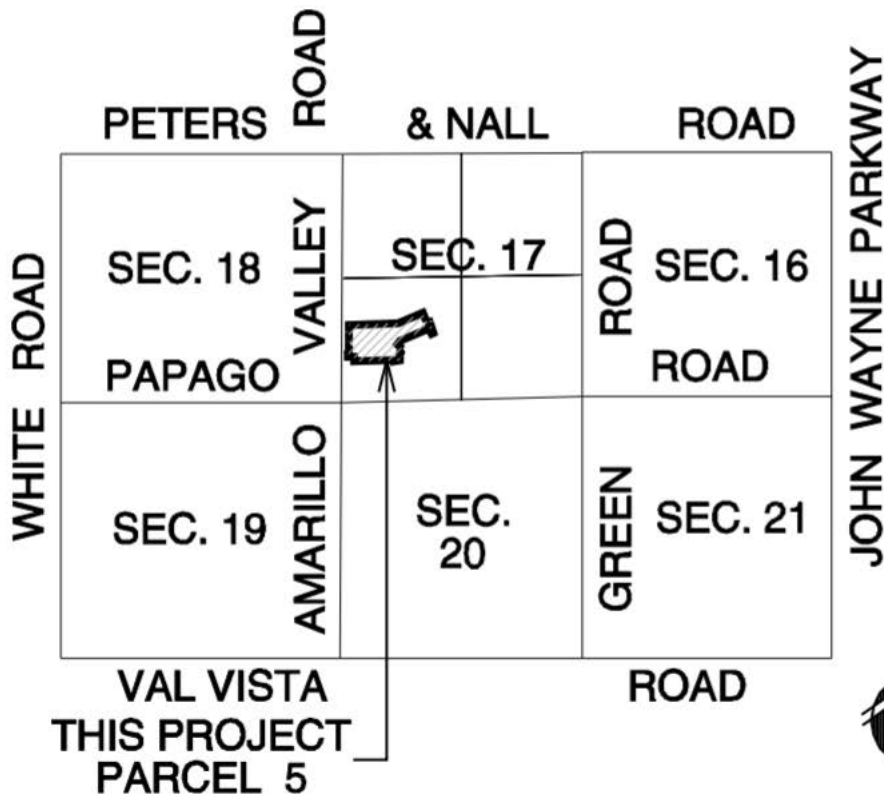 PETERS & NALL ROAD
WHITE ROAD
AMARILLO VALLEY ROAD
GREEN ROAD
JOHN WAYNE PARKWAY
SEC. 18
SEC. 17
SEC. 16
PAPAGO ROAD
SEC. 19
SEC.
20
SEC. 21
VAL VISTA ROAD
THIS PROJECT
PARCEL 5